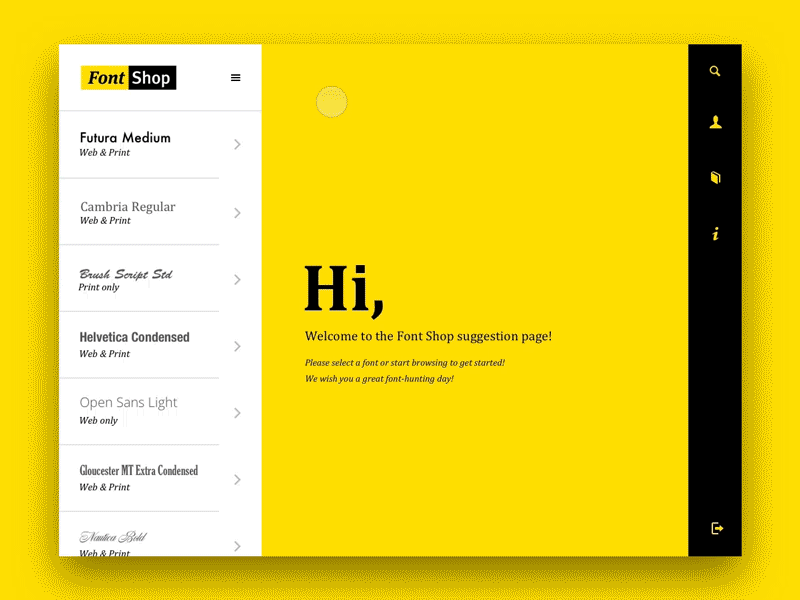 Font Shop
Futura Medium
Web & Print
Cambria Regular
Web & Print
Brush Script Std
Print only
Helvetica Condensed
Web & Print
Open Sans Light
Web only
Gloucester MT Extra Condensed
Web & Print
Nautica Bold
Web & Print
Hi,
Welcome to the Font Shop suggestion page!
Please select a font or start browsing to get started!
We wish you a great font-hunting day!